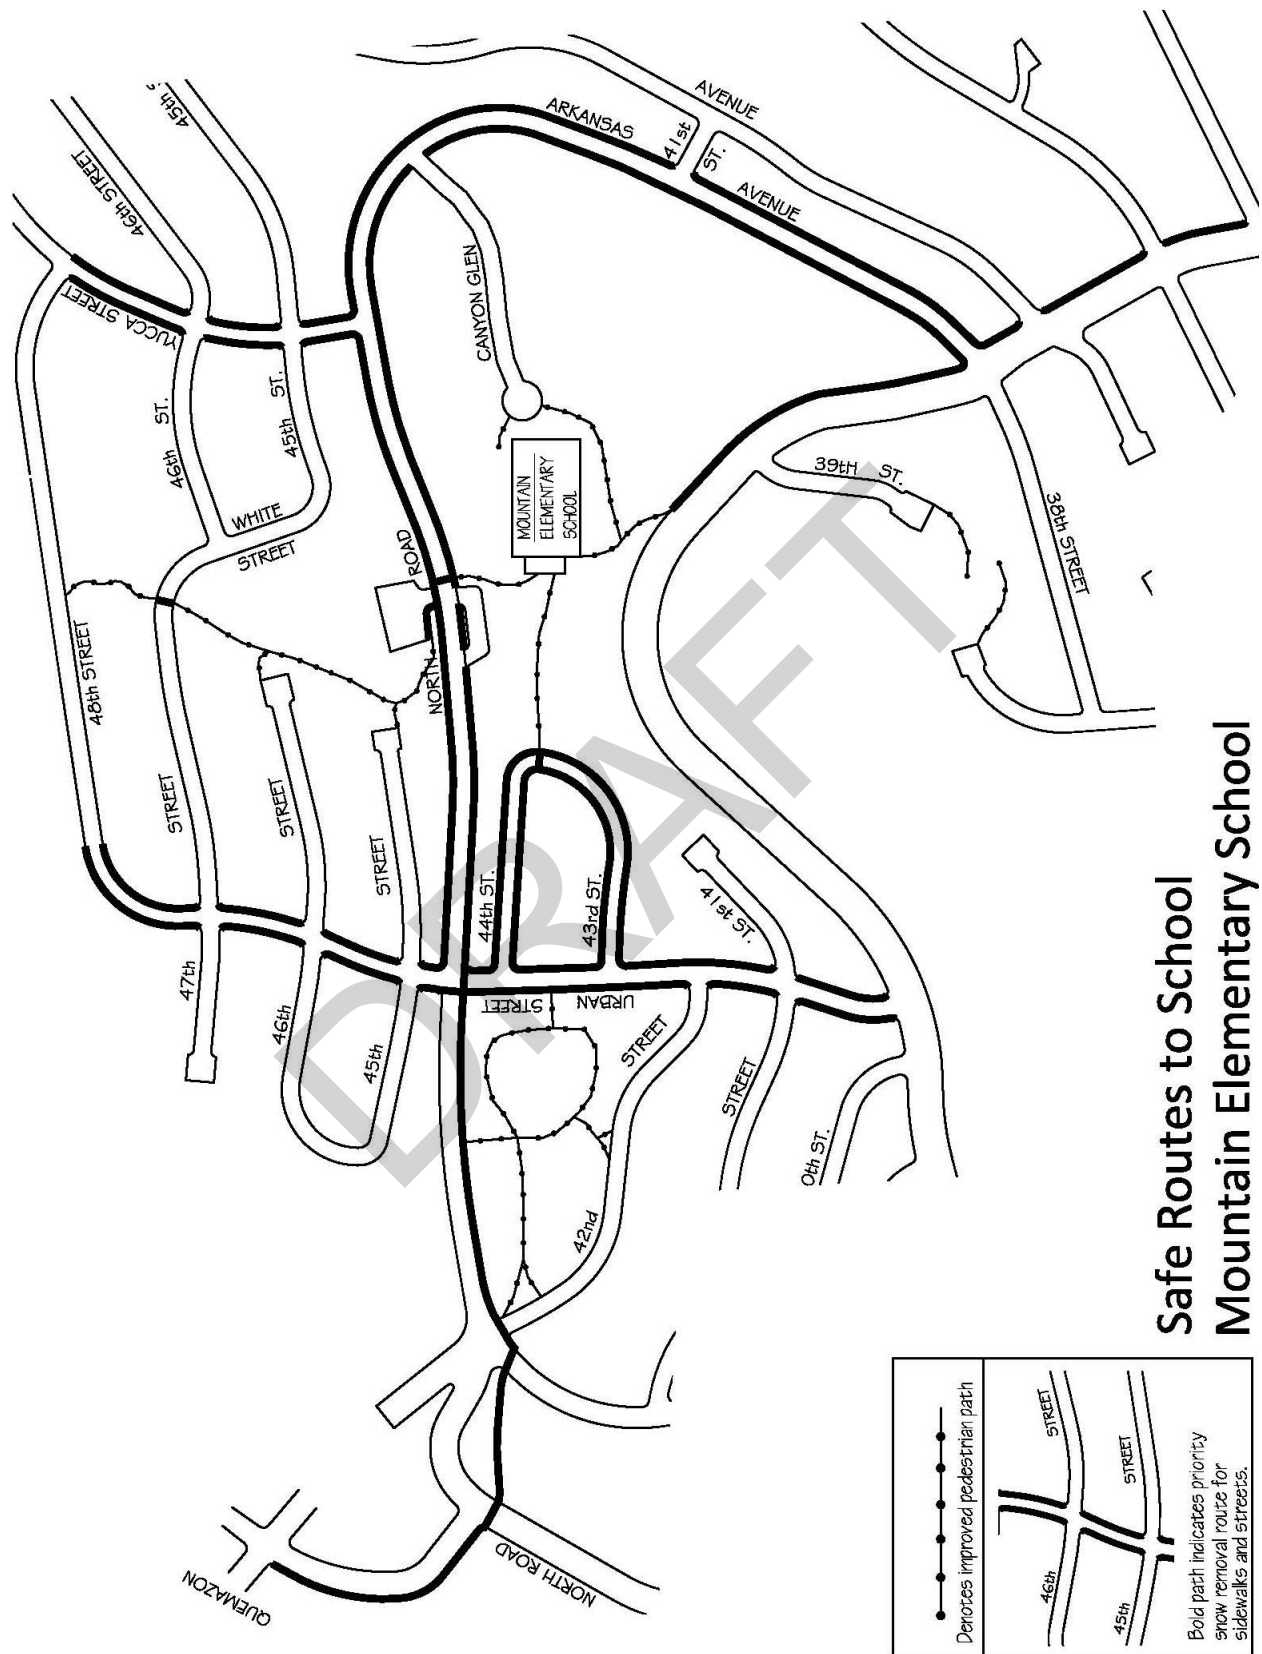 Safe Routes to School
Mountain Elementary School
DRAFT
AVENUE
ARKANSAS
41st
ST.
AVENUE
46th STREET
YUCCA STREET
CANYON GLEN
46th ST.
45th ST.
WHITE
STREET
MOUNTAIN
ELEMENTARY
SCHOOL
39tH ST.
38th STREET
NORTH ROAD
48th STREET
47th STREET
46th STREET
45th STREET
44th ST.
43rd ST.
41st ST.
URBAN STREET
42nd STREET
STREET
0th ST.
QUEMAZON
NORTH ROAD
Denotes improved pedestrian path
46th STREET
45th STREET
Bold path indicates priority
snow removal route for
sidewalks and streets.